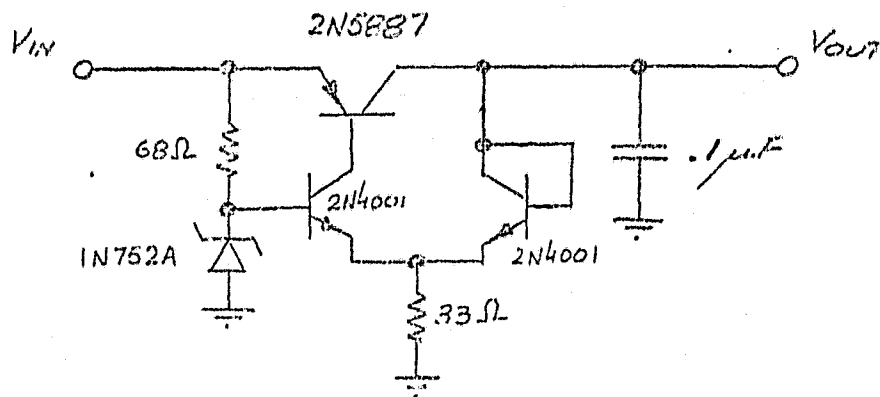 2N5887
VIN
VOUT
68Ω
.1µF
2N4001
1N752A
2N4001
33Ω